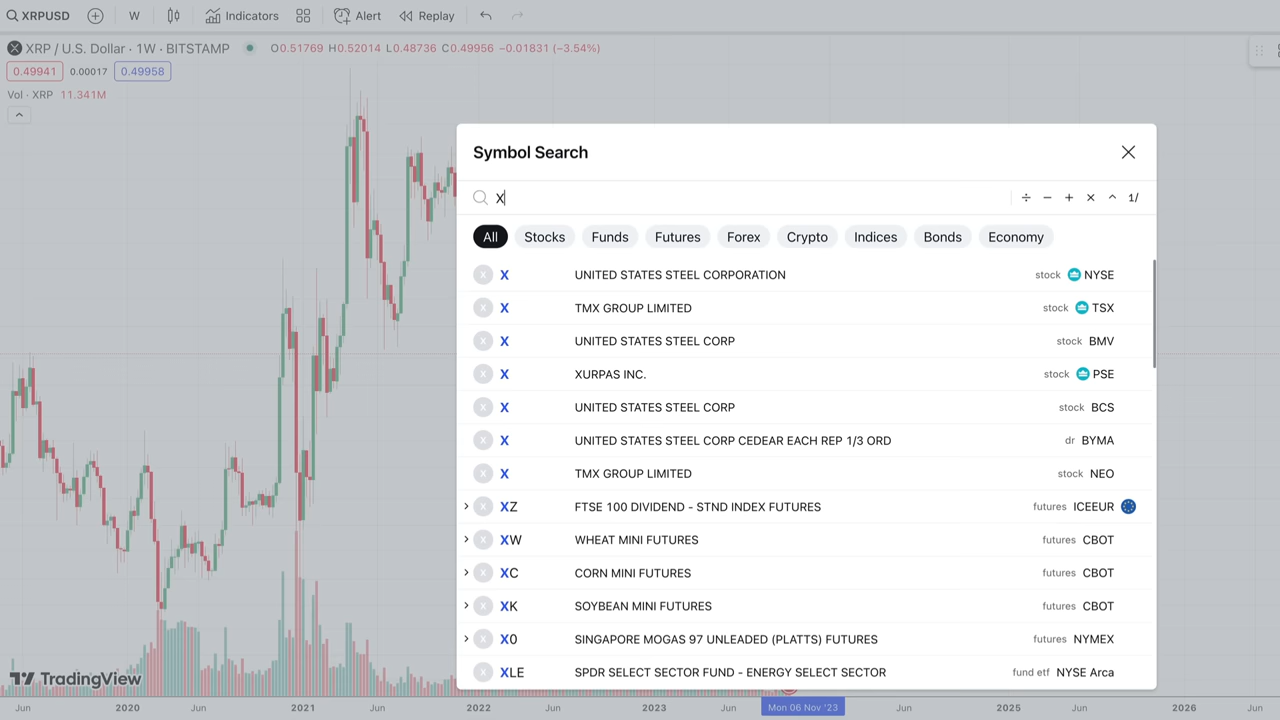 XRPUSD W Indicators Alert Replay
XRP / U.S. Dollar · 1W · BITSTAMP O0.51769 H0.52014 L0.48736 C0.49956 −0.01831 (−3.54%)
0.49941 0.00017 0.49958
Vol · XRP 11.341M
Symbol Search
X ÷ − + × ^ 1/
All Stocks Funds Futures Forex Crypto Indices Bonds Economy
X X UNITED STATES STEEL CORPORATION stock NYSE
X X TMX GROUP LIMITED stock TSX
X X UNITED STATES STEEL CORP stock BMV
X X XURPAS INC. stock PSE
X X UNITED STATES STEEL CORP stock BCS
X X UNITED STATES STEEL CORP CEDEAR EACH REP 1/3 ORD dr BYMA
X X TMX GROUP LIMITED stock NEO
X XZ FTSE 100 DIVIDEND - STND INDEX FUTURES futures ICEEUR
X XW WHEAT MINI FUTURES futures CBOT
X XC CORN MINI FUTURES futures CBOT
X XK SOYBEAN MINI FUTURES futures CBOT
X X0 SINGAPORE MOGAS 97 UNLEADED (PLATTS) FUTURES futures NYMEX
X XLE SPDR SELECT SECTOR FUND - ENERGY SELECT SECTOR fund etf NYSE Arca
TradingView
Jun 2020 Jun 2021 Jun 2022 Jun 2023 Jun Mon 06 Nov '23 Jun 2025 Jun 2026 Jun